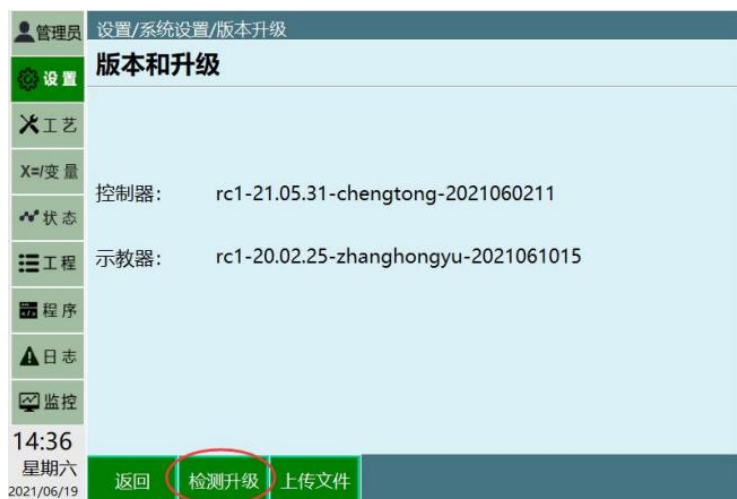 管理员
设置/系统设置/版本升级
设置
版本和升级
工艺
X=/变量
控制器： rc1-21.05.31-chengtong-2021060211
状态
示教器： rc1-20.02.25-zhanghongyu-2021061015
工程
程序
日志
监控
14:36
星期六
2021/06/19
返回 检测升级 上传文件